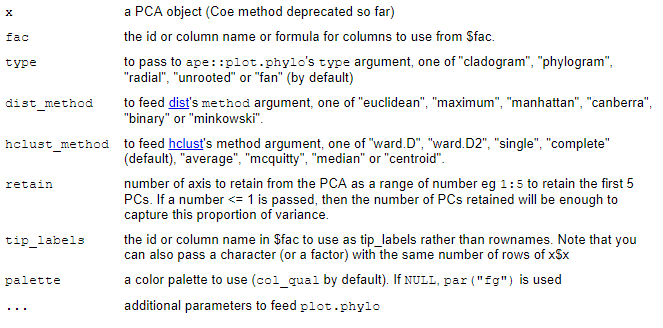 x a PCA object (Coe method deprecated so far)
fac the id or column name or formula for columns to use from $fac.
type to pass to ape::plot.phylo's type argument, one of "cladogram", "phylogram",
"radial", "unrooted" or "fan" (by default)
dist_method to feed dist's method argument, one of "euclidean", "maximum", "manhattan", "canberra",
"binary" or "minkowski".
hclust_method to feed hclust's method argument, one of "ward.D", "ward.D2", "single", "complete"
(default), "average", "mcquitty", "median" or "centroid".
retain number of axis to retain from the PCA as a range of number eg 1:5 to retain the first 5
PCs. If a number <= 1 is passed, then the number of PCs retained will be enough to
capture this proportion of variance.
tip_labels the id or column name in $fac to use as tip_labels rather than rownames. Note that you
can also pass a character (or a factor) with the same number of rows of x$x
palette a color palette to use (col_qual by default). If NULL, par("fg") is used
... additional parameters to feed plot.phylo